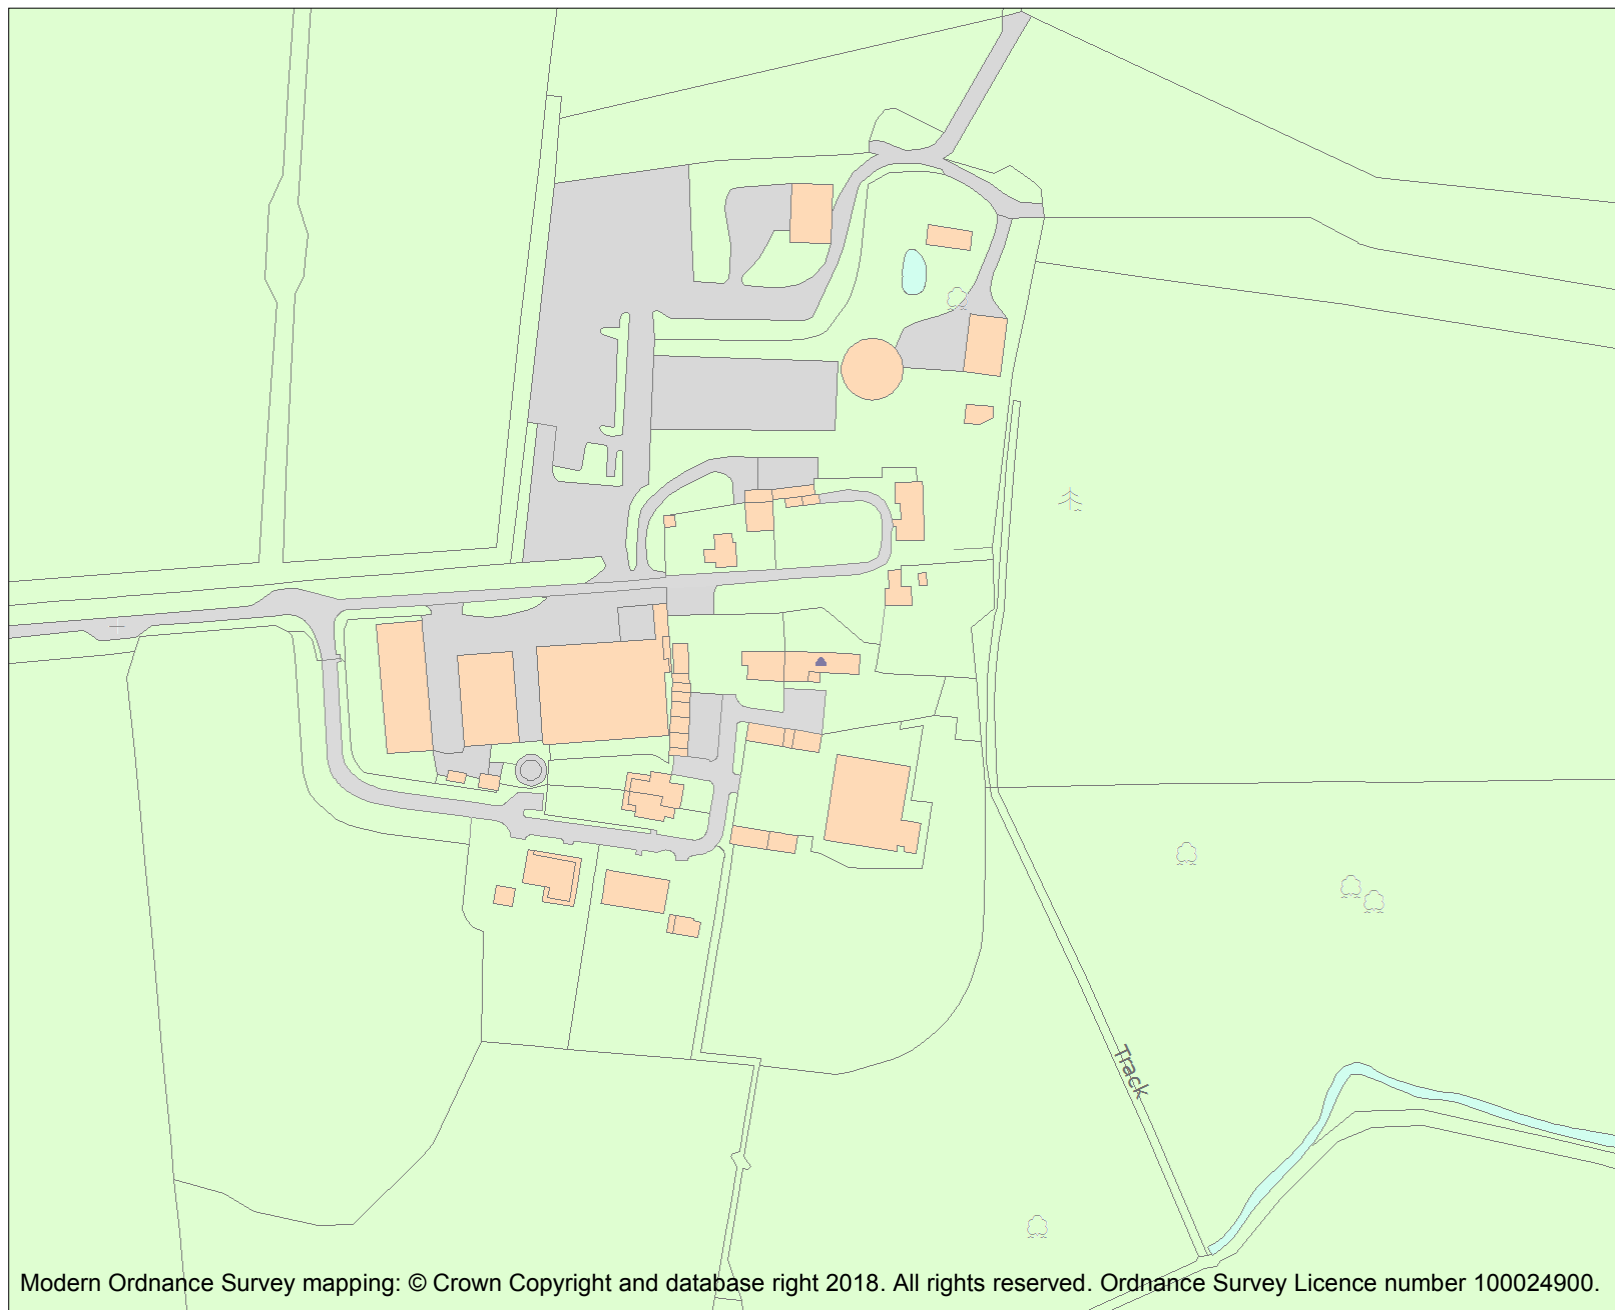 Track
Modern Ordnance Survey mapping: © Crown Copyright and database right 2018. All rights reserved. Ordnance Survey Licence number 100024900.